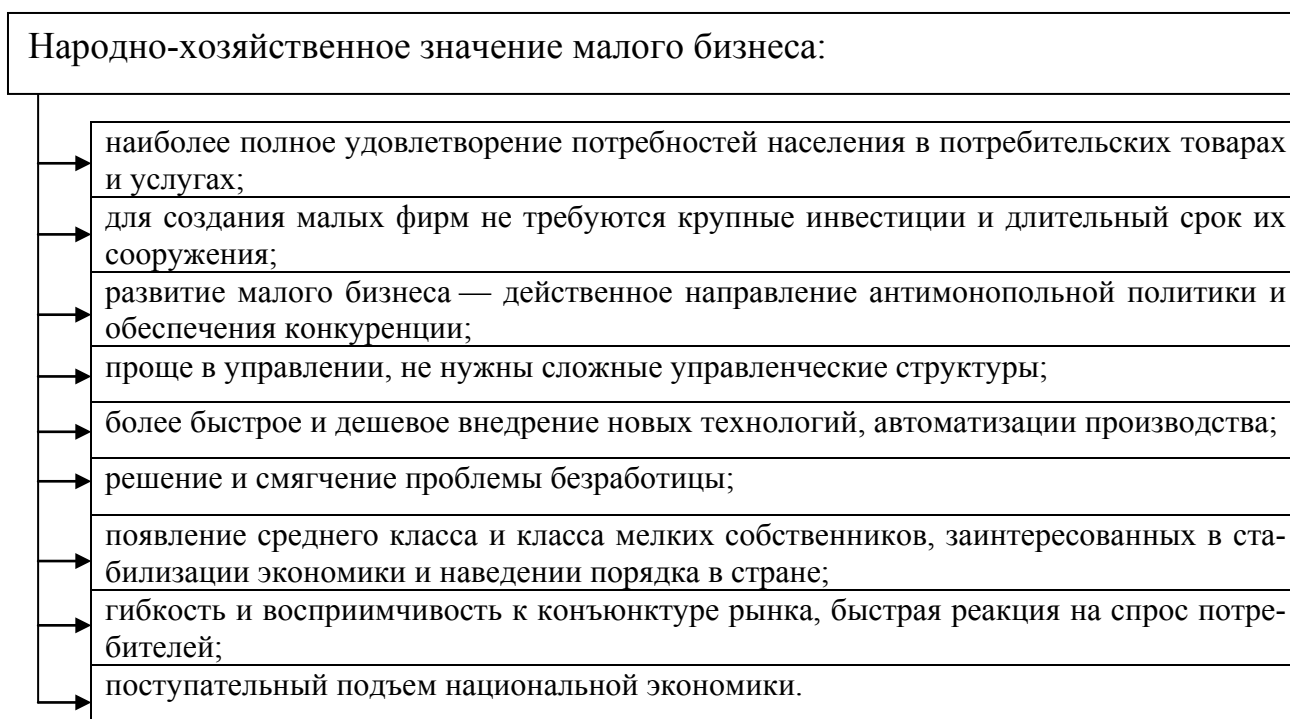 Народно-хозяйственное значение малого бизнеса:
наиболее полное удовлетворение потребностей населения в потребительских товарах
и услугах;
для создания малых фирм не требуются крупные инвестиции и длительный срок их
сооружения;
развитие малого бизнеса — действенное направление антимонопольной политики и
обеспечения конкуренции;
проще в управлении, не нужны сложные управленческие структуры;
более быстрое и дешевое внедрение новых технологий, автоматизации производства;
решение и смягчение проблемы безработицы;
появление среднего класса и класса мелких собственников, заинтересованных в ста-
билизации экономики и наведении порядка в стране;
гибкость и восприимчивость к конъюнктуре рынка, быстрая реакция на спрос потре-
бителей;
поступательный подъем национальной экономики.